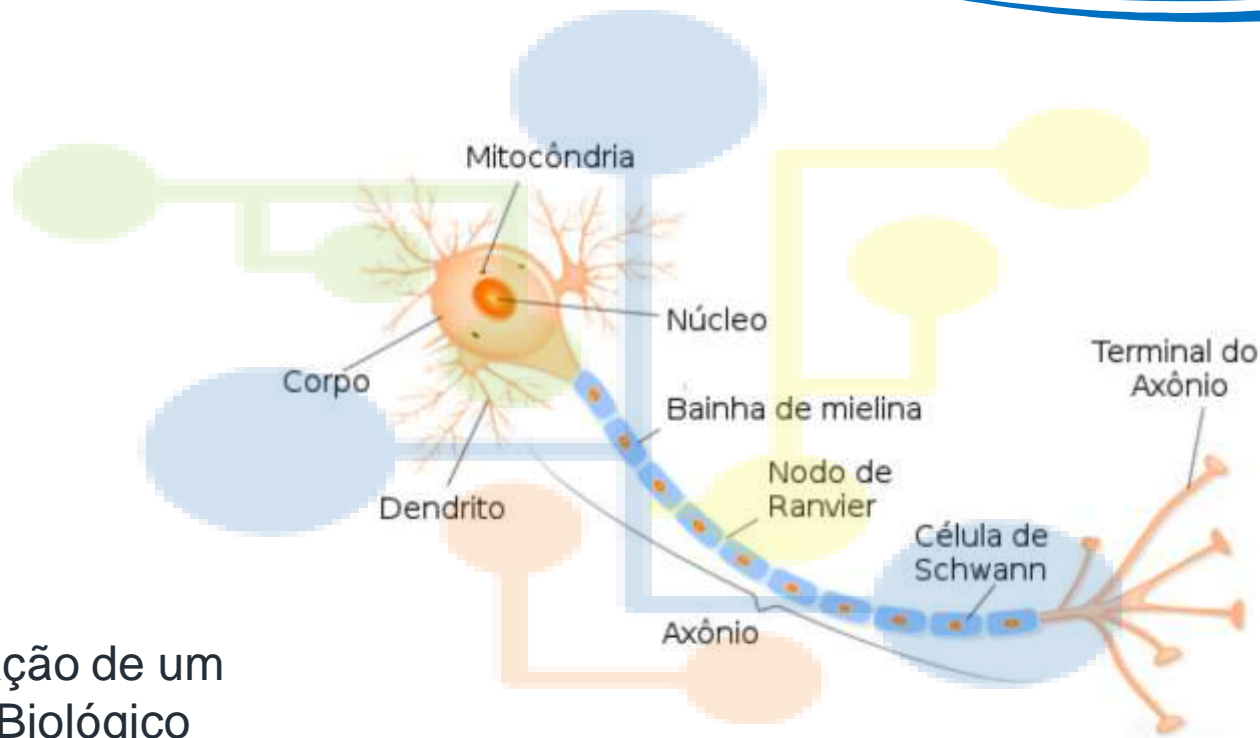 Mitocôndria
Núcleo
Corpo
Terminal do
Axônio
Bainha de mielina
Nodo de
Ranvier
Dendrito
Célula de
Schwann
Axônio
de um
Biológico